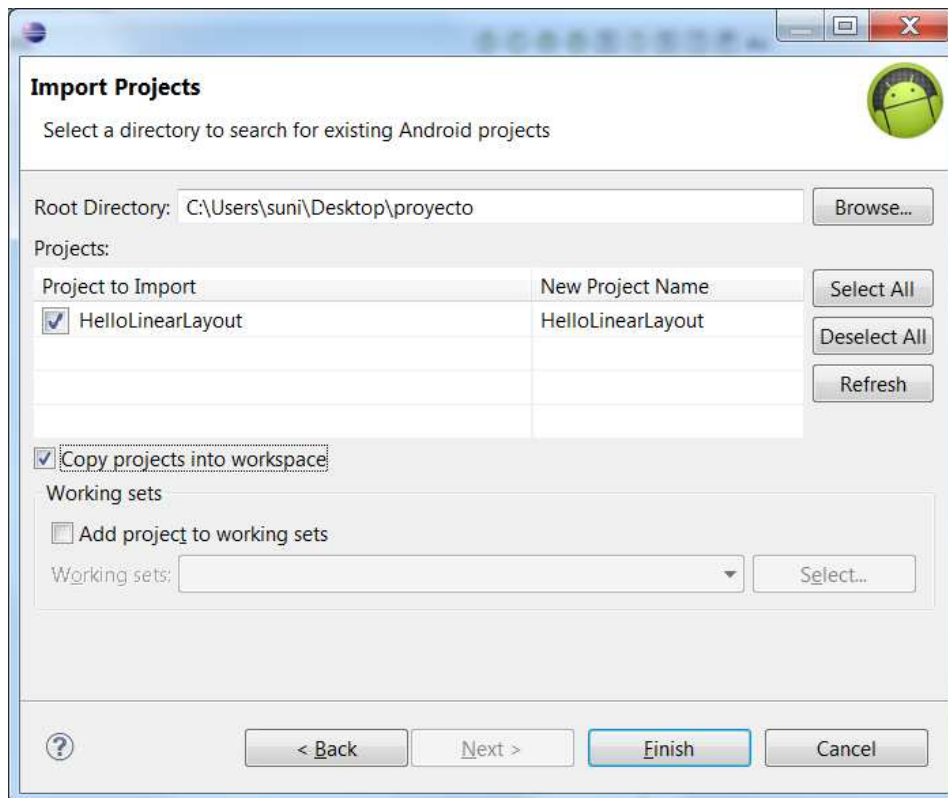 Import Projects
Select a directory to search for existing Android projects
Root Directory: C:\Users\suni\Desktop\proyecto Browse...
Projects:
Project to Import New Project Name Select All
HelloLinearLayout HelloLinearLayout
Deselect All
Refresh
Copy projects into workspace
Working sets
Add project to working sets
Working sets: Select...
? < Back Next > Finish Cancel